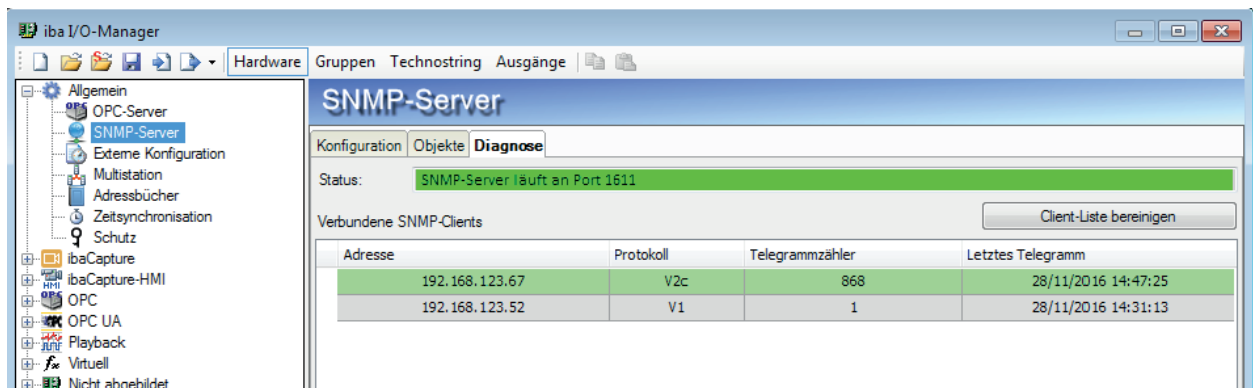 iba I/O-Manager
Hardware Gruppen Technostring Ausgänge
Allgemein
OPC-Server
SNMP-Server
Externe Konfiguration
Multistation
Adressbücher
Zeitsynchronisation
Schutz
ibaCapture
ibaCapture-HMI
OPC
OPC UA
Playback
Virtuell
Nicht abgebildet
SNMP-Server
Konfiguration Objekte Diagnose
Status: SNMP-Server läuft an Port 1611
Verbundene SNMP-Clients Client-Liste bereinigen
Adresse Protokoll Telegrammzähler Letztes Telegramm
192.168.123.67 V2c 868 28/11/2016 14:47:25
192.168.123.52 V1 1 28/11/2016 14:31:13